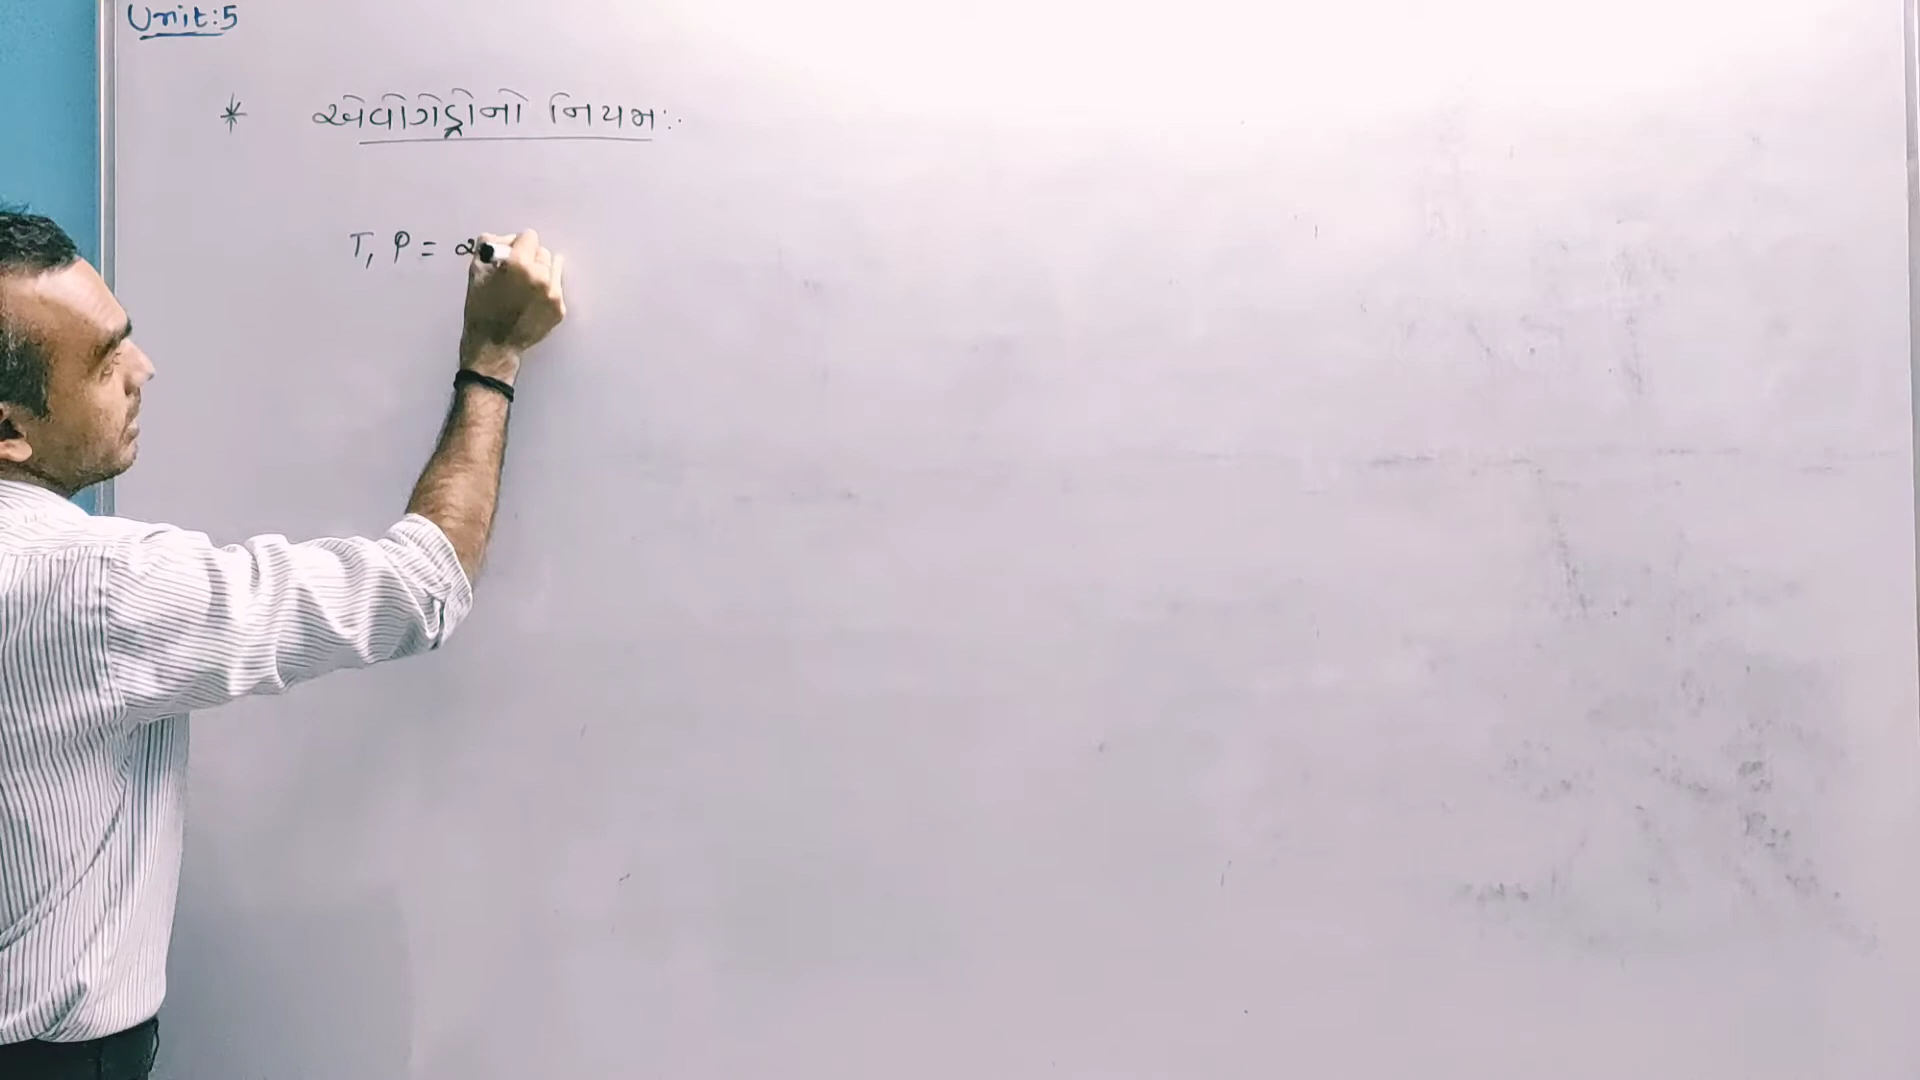 Unit:5
* એવોગેડ્રોનો નિયમ:-
T, P = અ